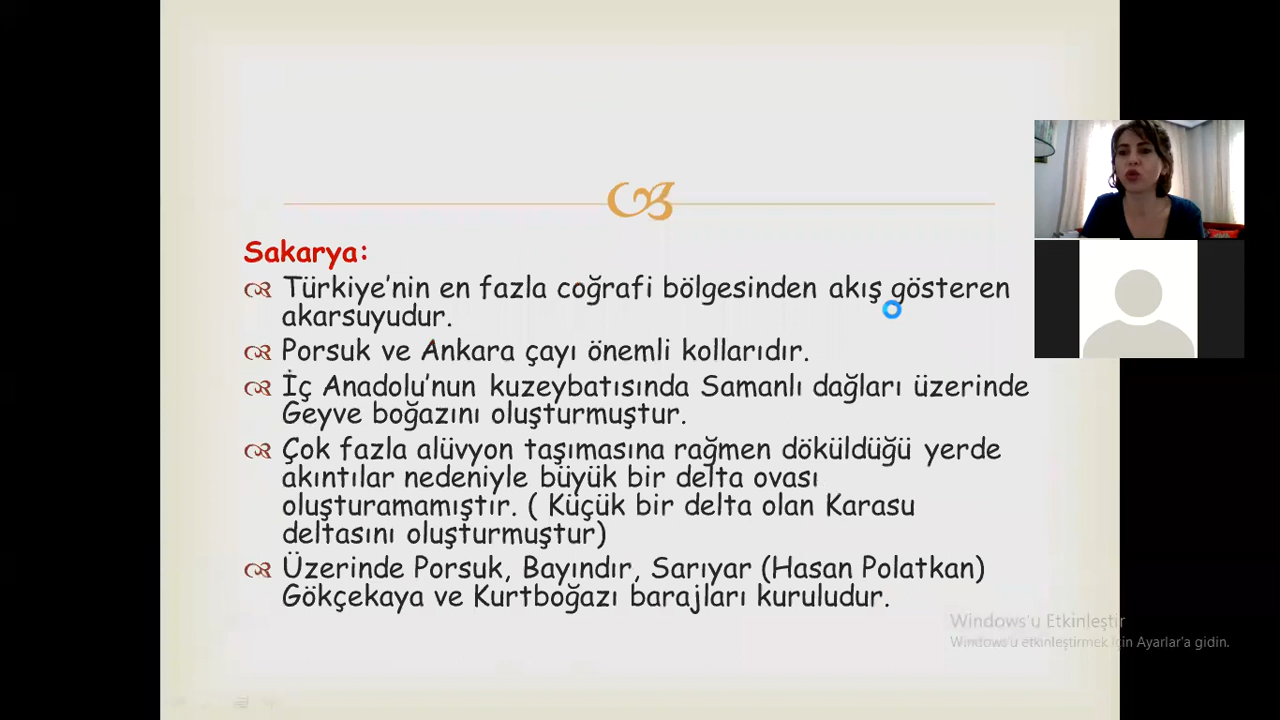 Sakarya:
Türkiye’nin en fazla coğrafi bölgesinden akış gösteren
akarsuyudur.
Porsuk ve Ankara çayı önemli kollarıdır.
İç Anadolu’nun kuzeybatısında Samanlı dağları üzerinde
Geyve boğazını oluşturmuştur.
Çok fazla alüvyon taşımasına rağmen döküldüğü yerde
akıntılar nedeniyle büyük bir delta ovası
oluşturamamıştır. ( Küçük bir delta olan Karasu
deltasını oluşturmuştur)
Üzerinde Porsuk, Bayındır, Sarıyar (Hasan Polatkan)
Gökçekaya ve Kurtboğazı barajları kuruludur.
Windows'u Etkinleştir
Windows'u etkinleştirmek için Ayarlar'a gidin.